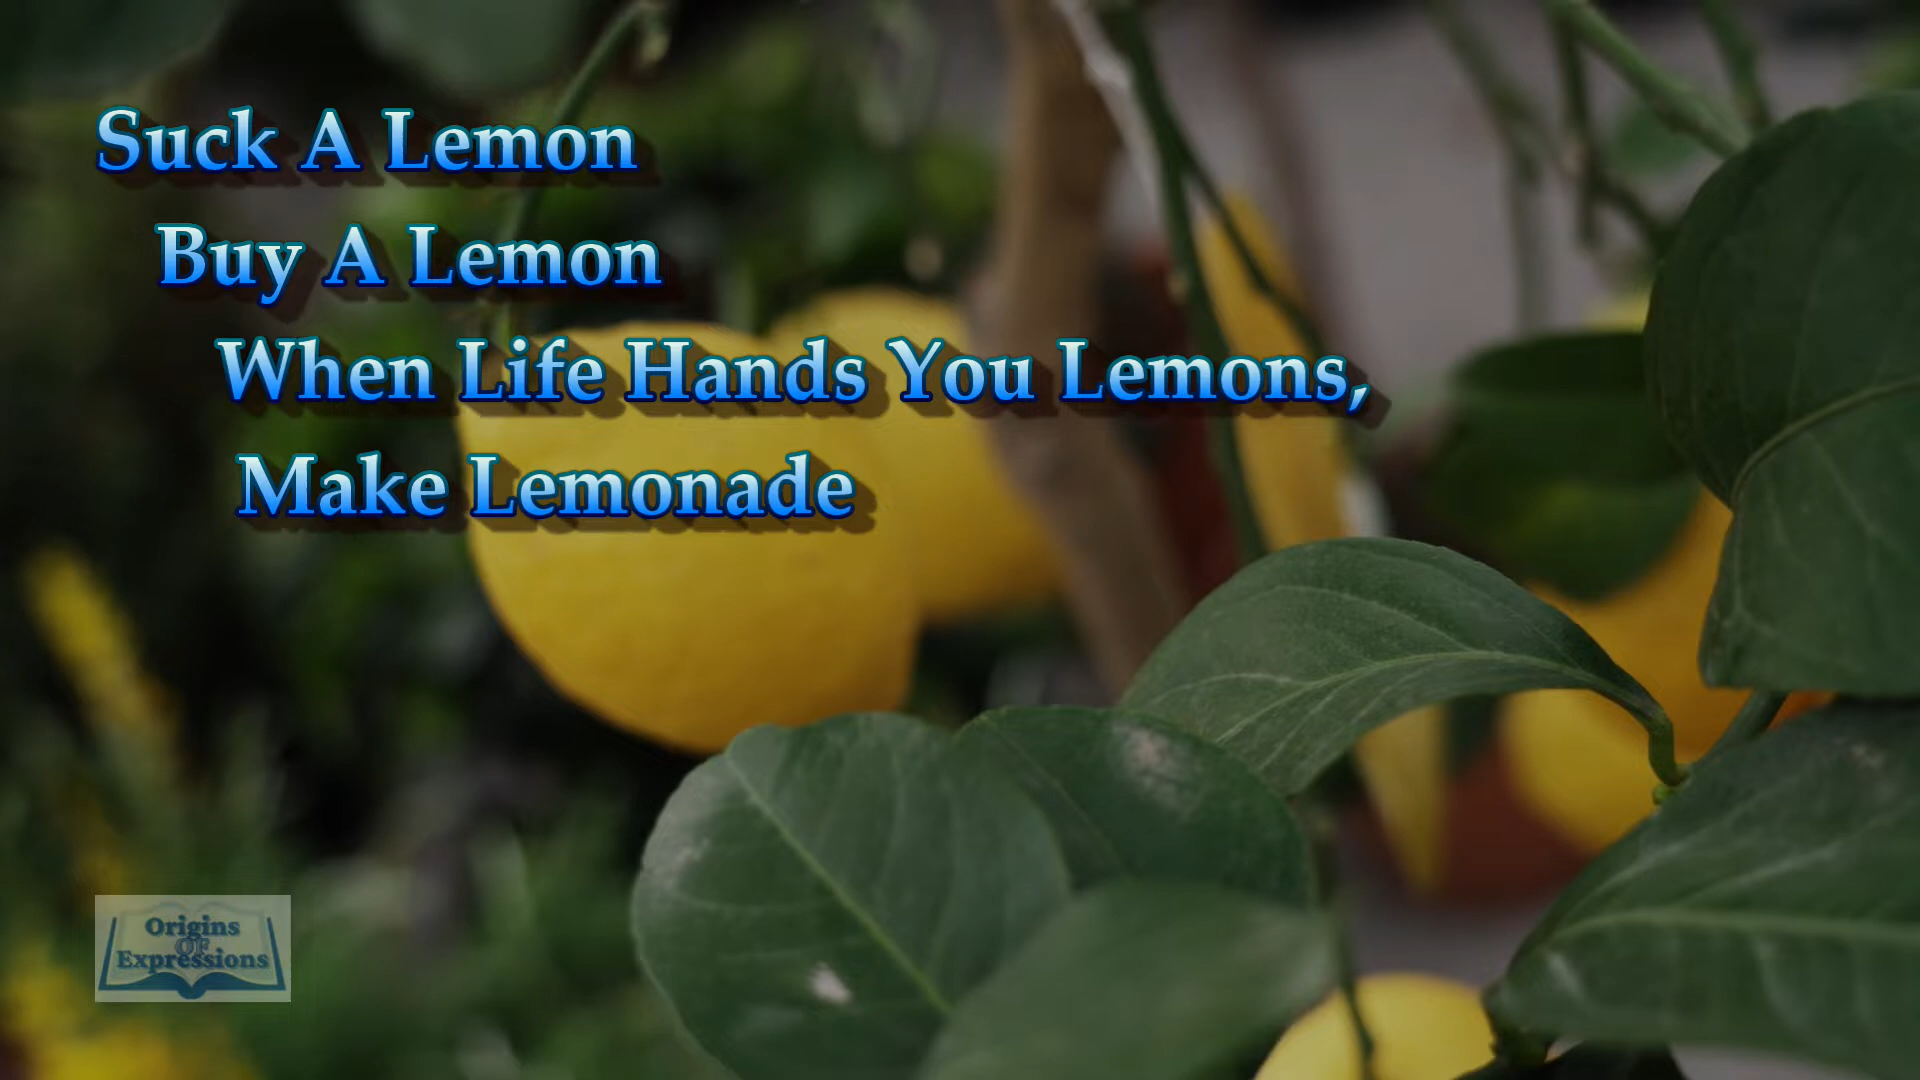 Suck A Lemon
Buy A Lemon
When Life Hands You Lemons,
Make Lemonade
Origins
OF
Expressions